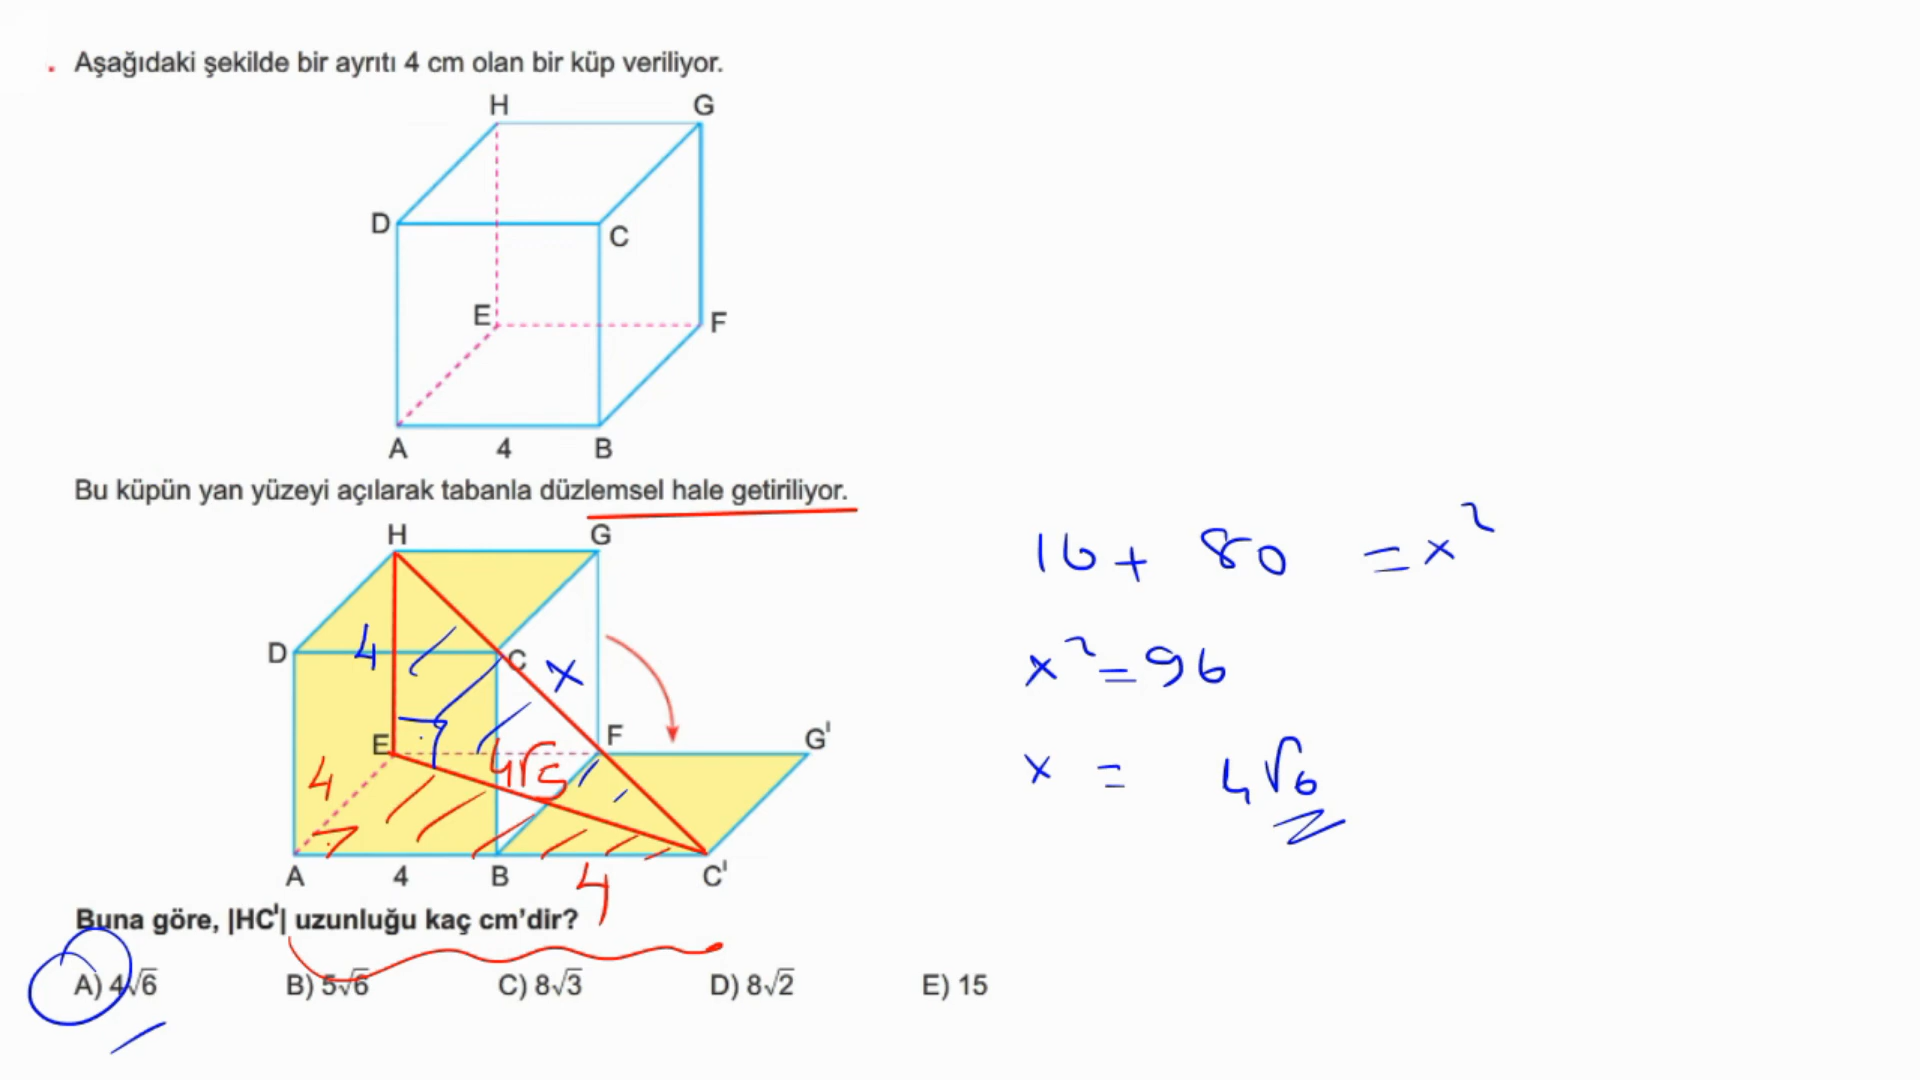 . Aşağıdaki şekilde bir ayrıtı 4 cm olan bir küp veriliyor.
H G
D C
E F
A 4 B
Bu küpün yan yüzeyi açılarak tabanla düzlemsel hale getiriliyor.
H G
D 4 C x
E 4√5 F G'
4
A 4 B 4 C'
16 + 80 = x²
x² = 96
x = 4√6
Buna göre, |HC'| uzunluğu kaç cm'dir?
A) 4√6 B) 5√6 C) 8√3 D) 8√2 E) 15